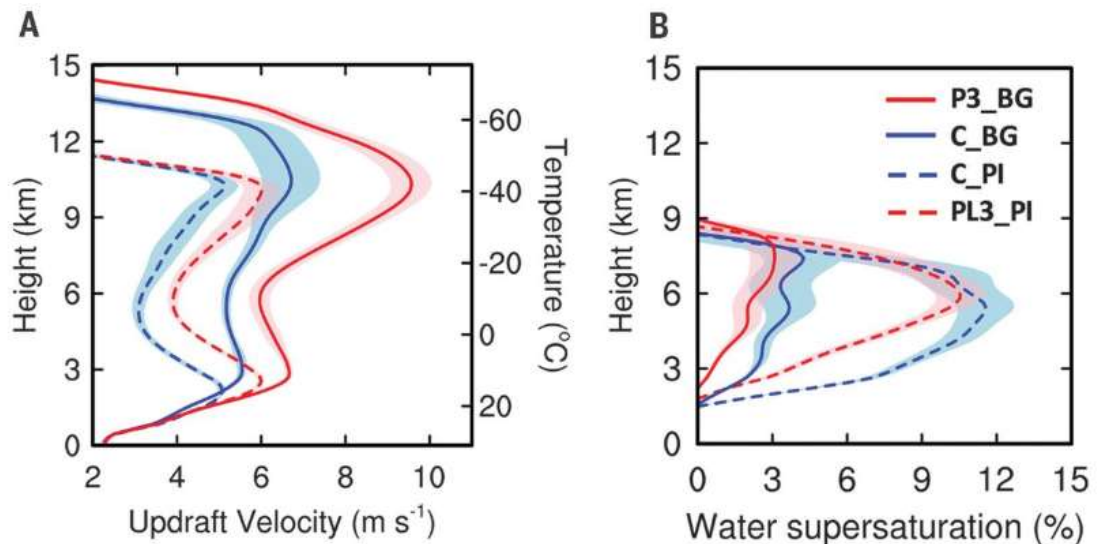 A
B
15
12
9
6
3
0
Height (km)
2
4
6
8
10
Updraft Velocity (m s⁻¹)
-60
-40
-20
0
20
Temperature (°C)
15
12
9
6
3
0
Height (km)
0
3
6
9
12
15
Water supersaturation (%)
P3_BG
C_BG
C_PI
PL3_PI